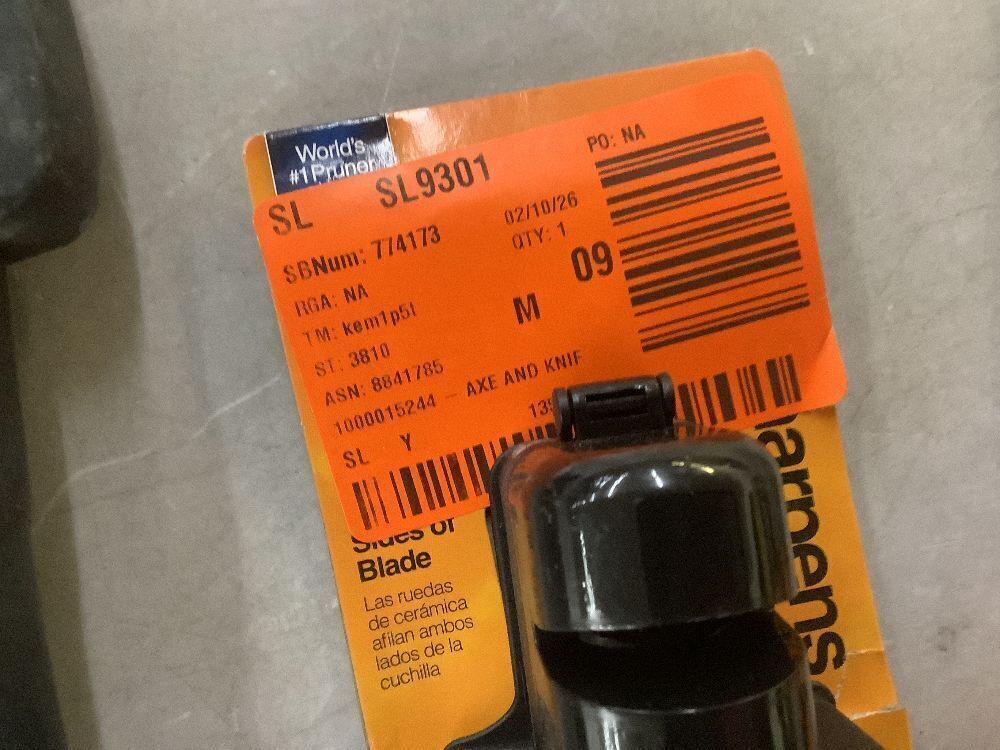 World's
#1 Pruner
SL SL9301 PO: NA
SBNum: 774173 02/10/26
RGA: NA QTY: 1
TM: kem1p5t M 09
ST: 3810
ASN: 8841785
1000015244 - AXE AND KNIF
SL Y
Sides of
Blade
Las ruedas
de cerámica
afilan ambos
lados de la
cuchilla
harpens